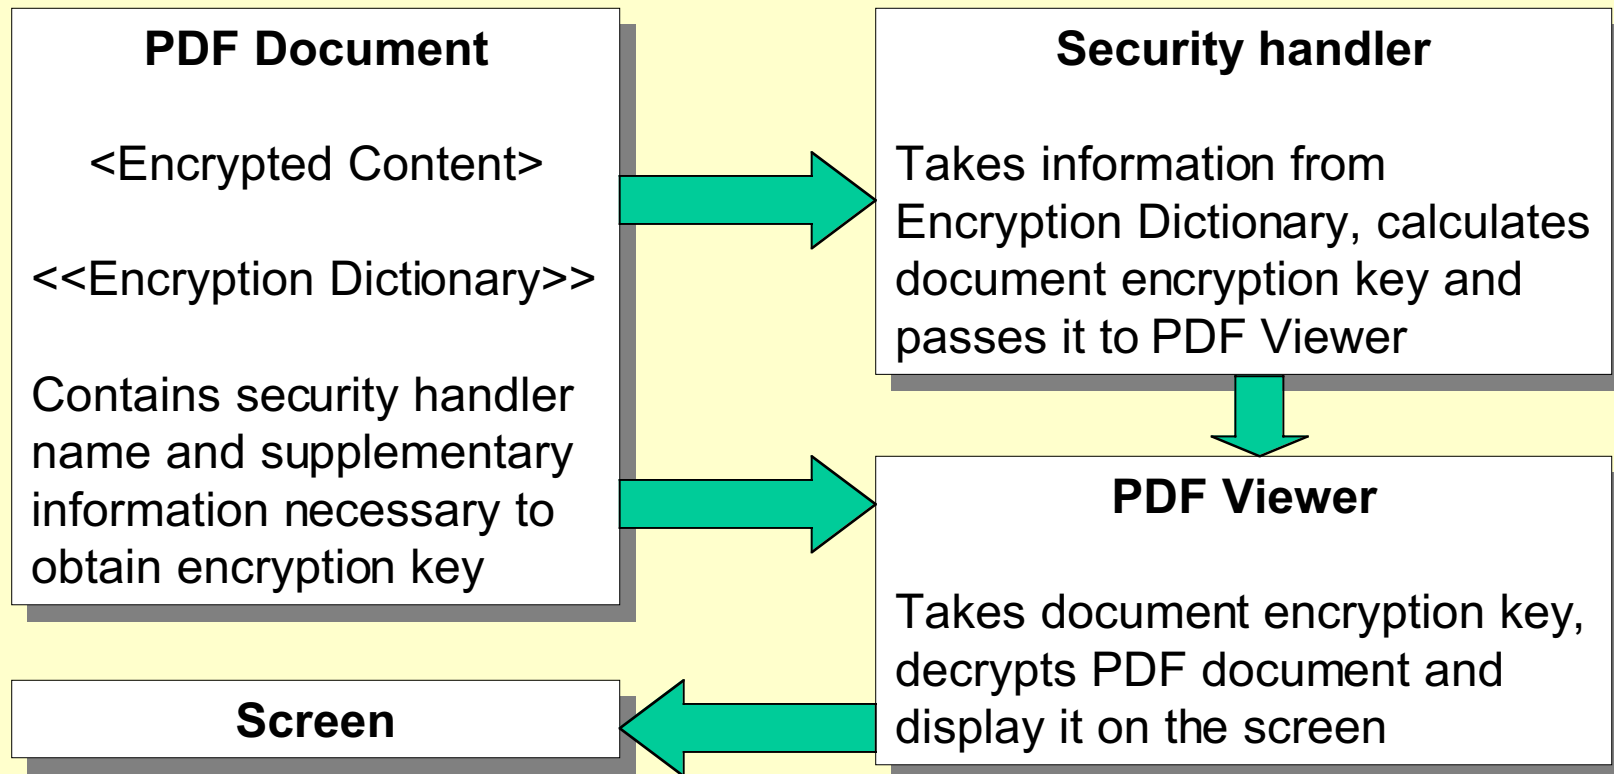 PDF Document
<Encrypted Content>
<<Encryption Dictionary>>
Contains security handler
name and supplementary
information necessary to
obtain encryption key
Security handler
Takes information from
Encryption Dictionary, calculates
document encryption key and
passes it to PDF Viewer
PDF Viewer
Takes document encryption key,
decrypts PDF document and
display it on the screen
Screen